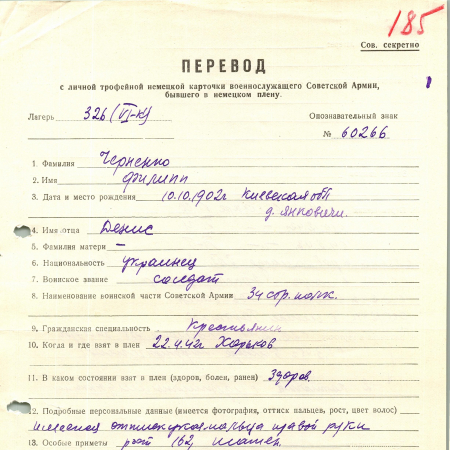 185
Сов. секретно
ПЕРЕВОД
с личной трофейной немецкой карточки военнослужащего Советской Армии,
бывшего в немецком плену.
Лагерь 326 (VI-К) Опознавательный знак
№ 60266
1. Фамилия Черненко
2. Имя Филипп
3. Дата и место рождения 10.10.1902г Киевская обл
д. Янповичи.
4. Имя отца Денис
5. Фамилия матери –
6. Национальность украинец
7. Воинское звание солдат
8. Наименование воинской части Советской Армии 34 стр. полк.
9. Гражданская специальность Крестьянин
10. Когда и где взят в плен 22.4.42г Харьков
11. В каком состоянии взят в плен (здоров, болен, ранен) Здоров.
12. Подробные персональные данные (имеется фотография, оттиск пальцев, рост, цвет волос)
имеется оттиск указ. пальца правой руки
13. Особые приметы рост 162,